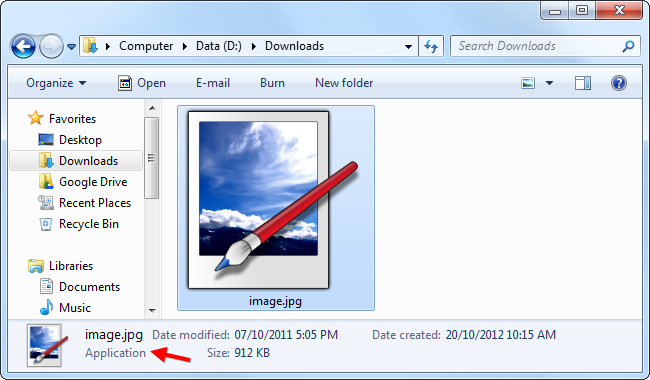 Computer Data (D:) Downloads Search Downloads
Organize Open E-mail Burn New folder
Favorites
Desktop
Downloads
Google Drive
Recent Places
Recycle Bin
Libraries
Documents
Music
image.jpg
image.jpg Date modified: 07/10/2011 5:05 PM Date created: 20/10/2012 10:15 AM
Application Size: 912 KB